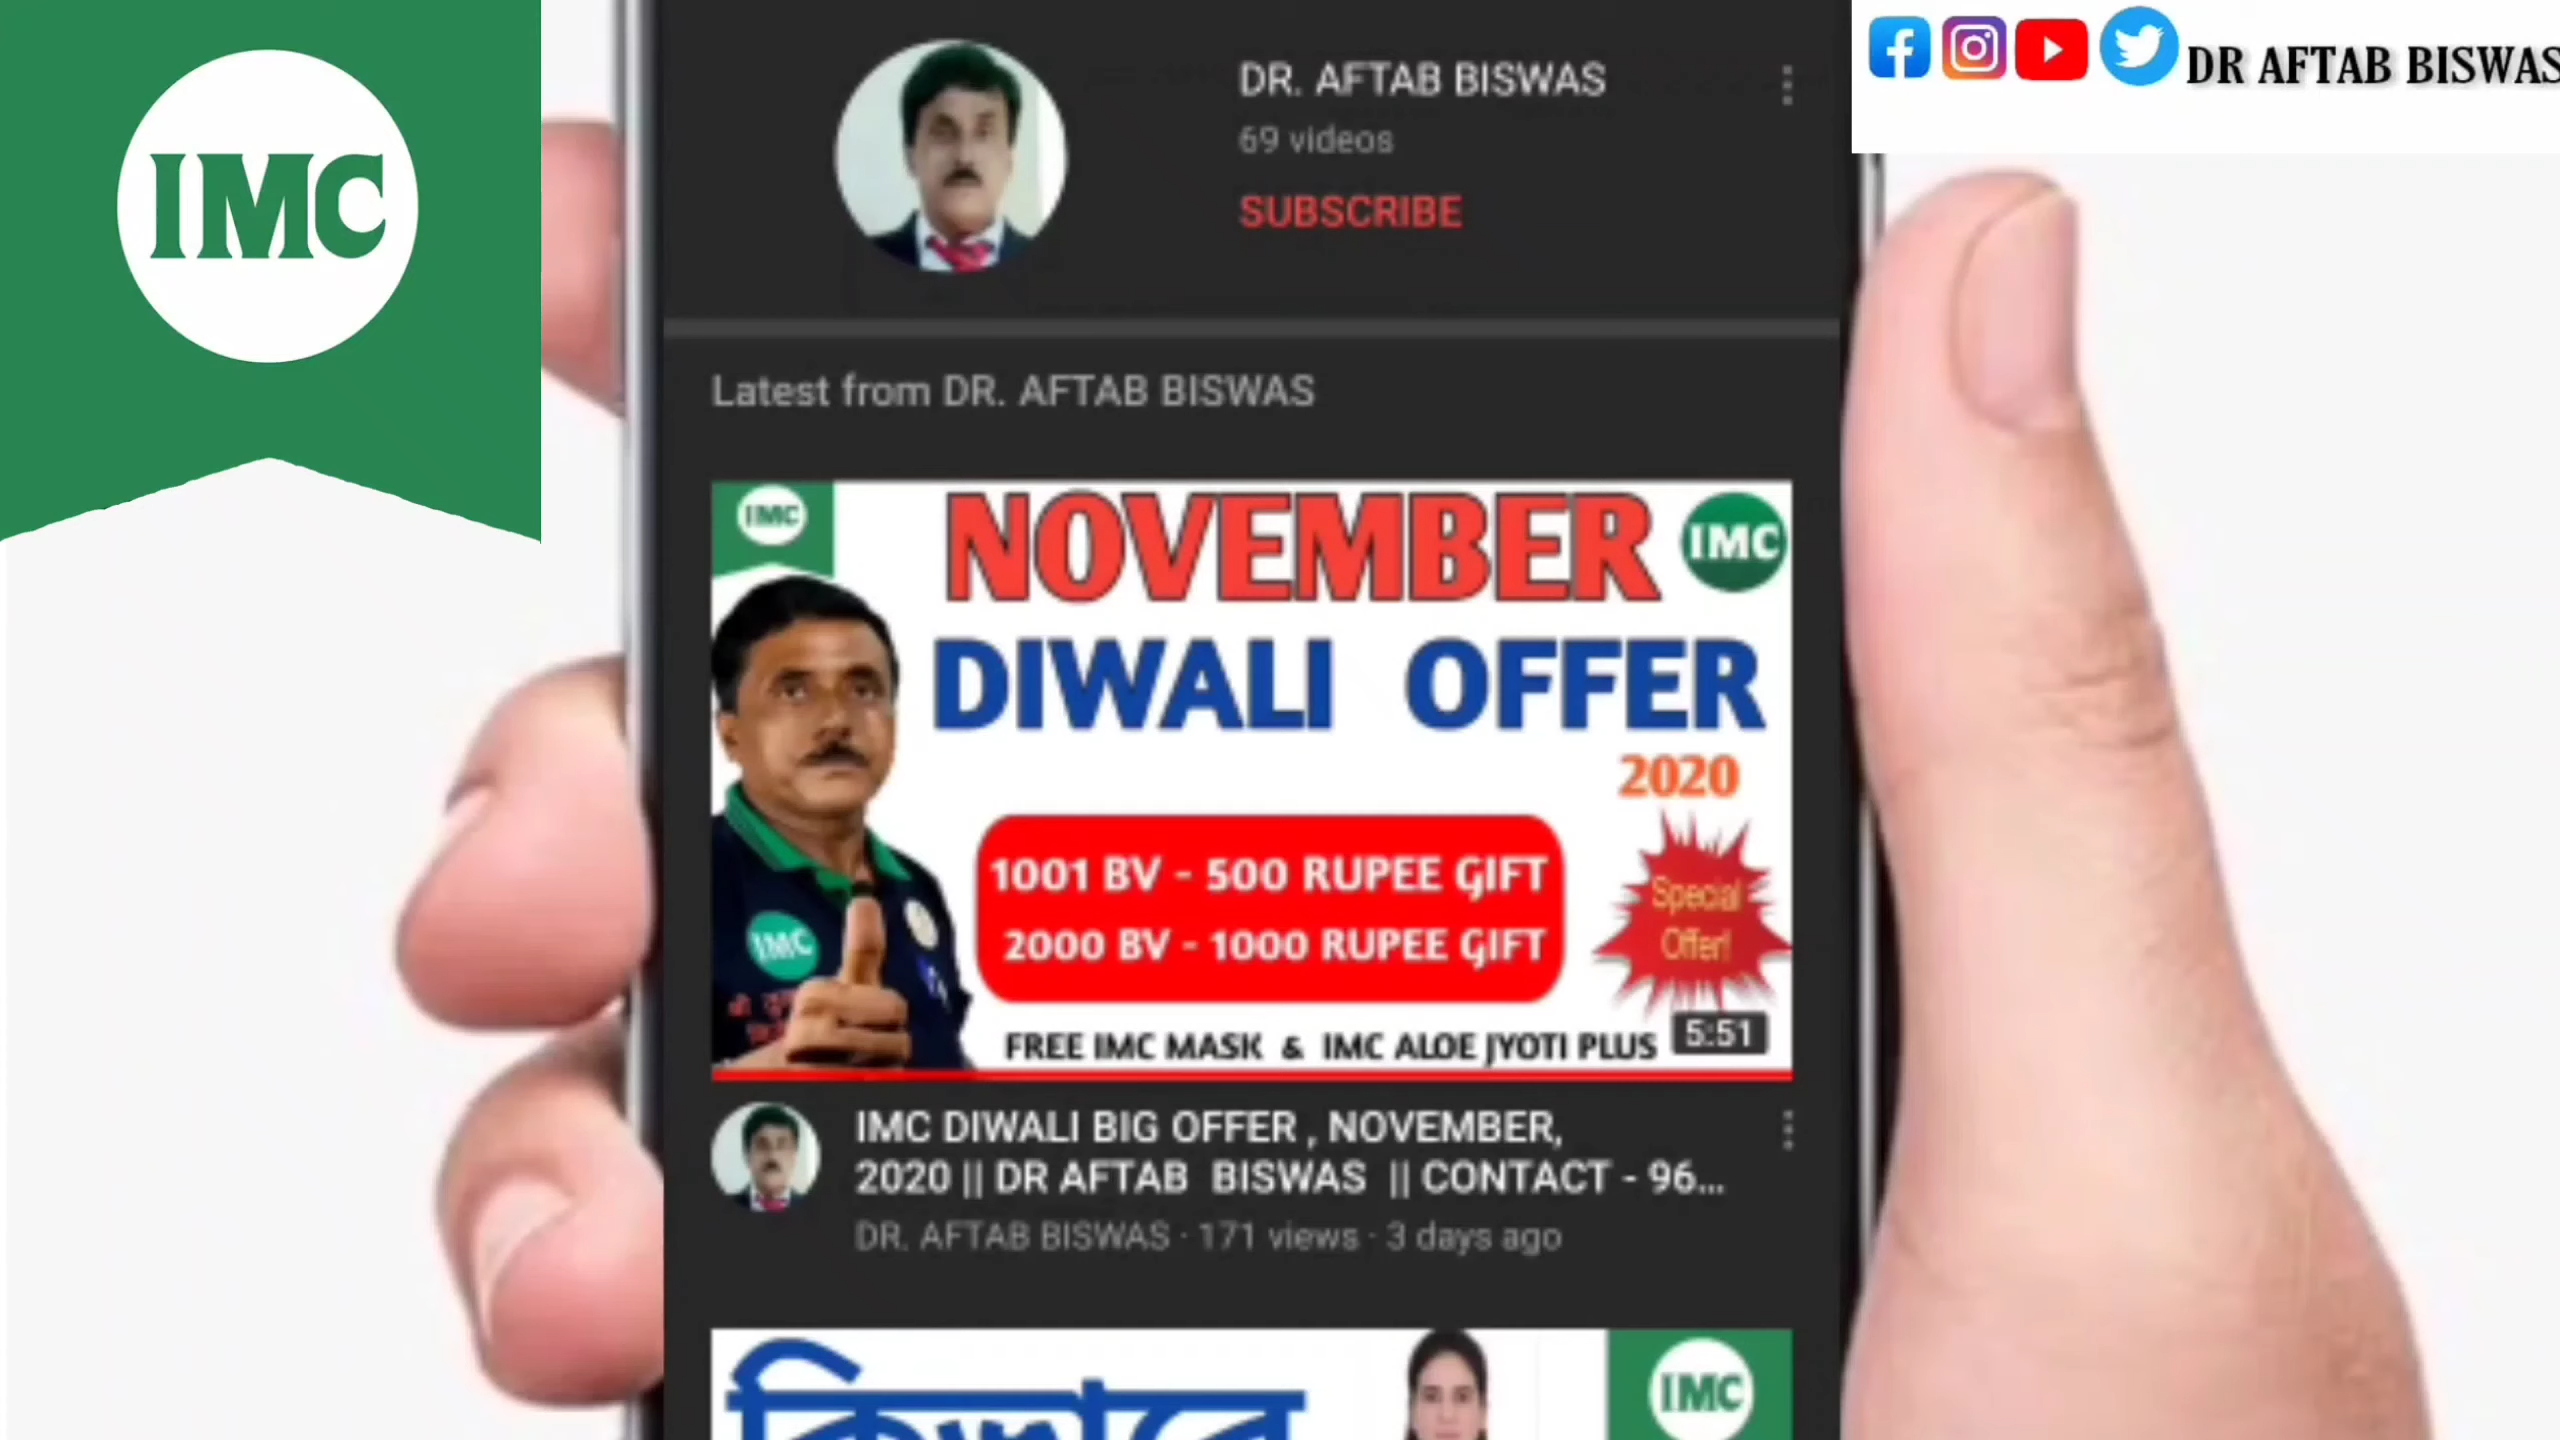 IMC
DR AFTAB BISWAS
DR. AFTAB BISWAS
69 videos
SUBSCRIBE
Latest from DR. AFTAB BISWAS
IMC
NOVEMBER
IMC
DIWALI OFFER
2020
1001 BV - 500 RUPEE GIFT
2000 BV - 1000 RUPEE GIFT
Special
Offer!
IMC
FREE IMC MASK & IMC ALOE JYOTI PLUS
5:51
IMC DIWALI BIG OFFER , NOVEMBER,
2020 || DR AFTAB BISWAS || CONTACT - 96...
DR. AFTAB BISWAS · 171 views · 3 days ago
IMC